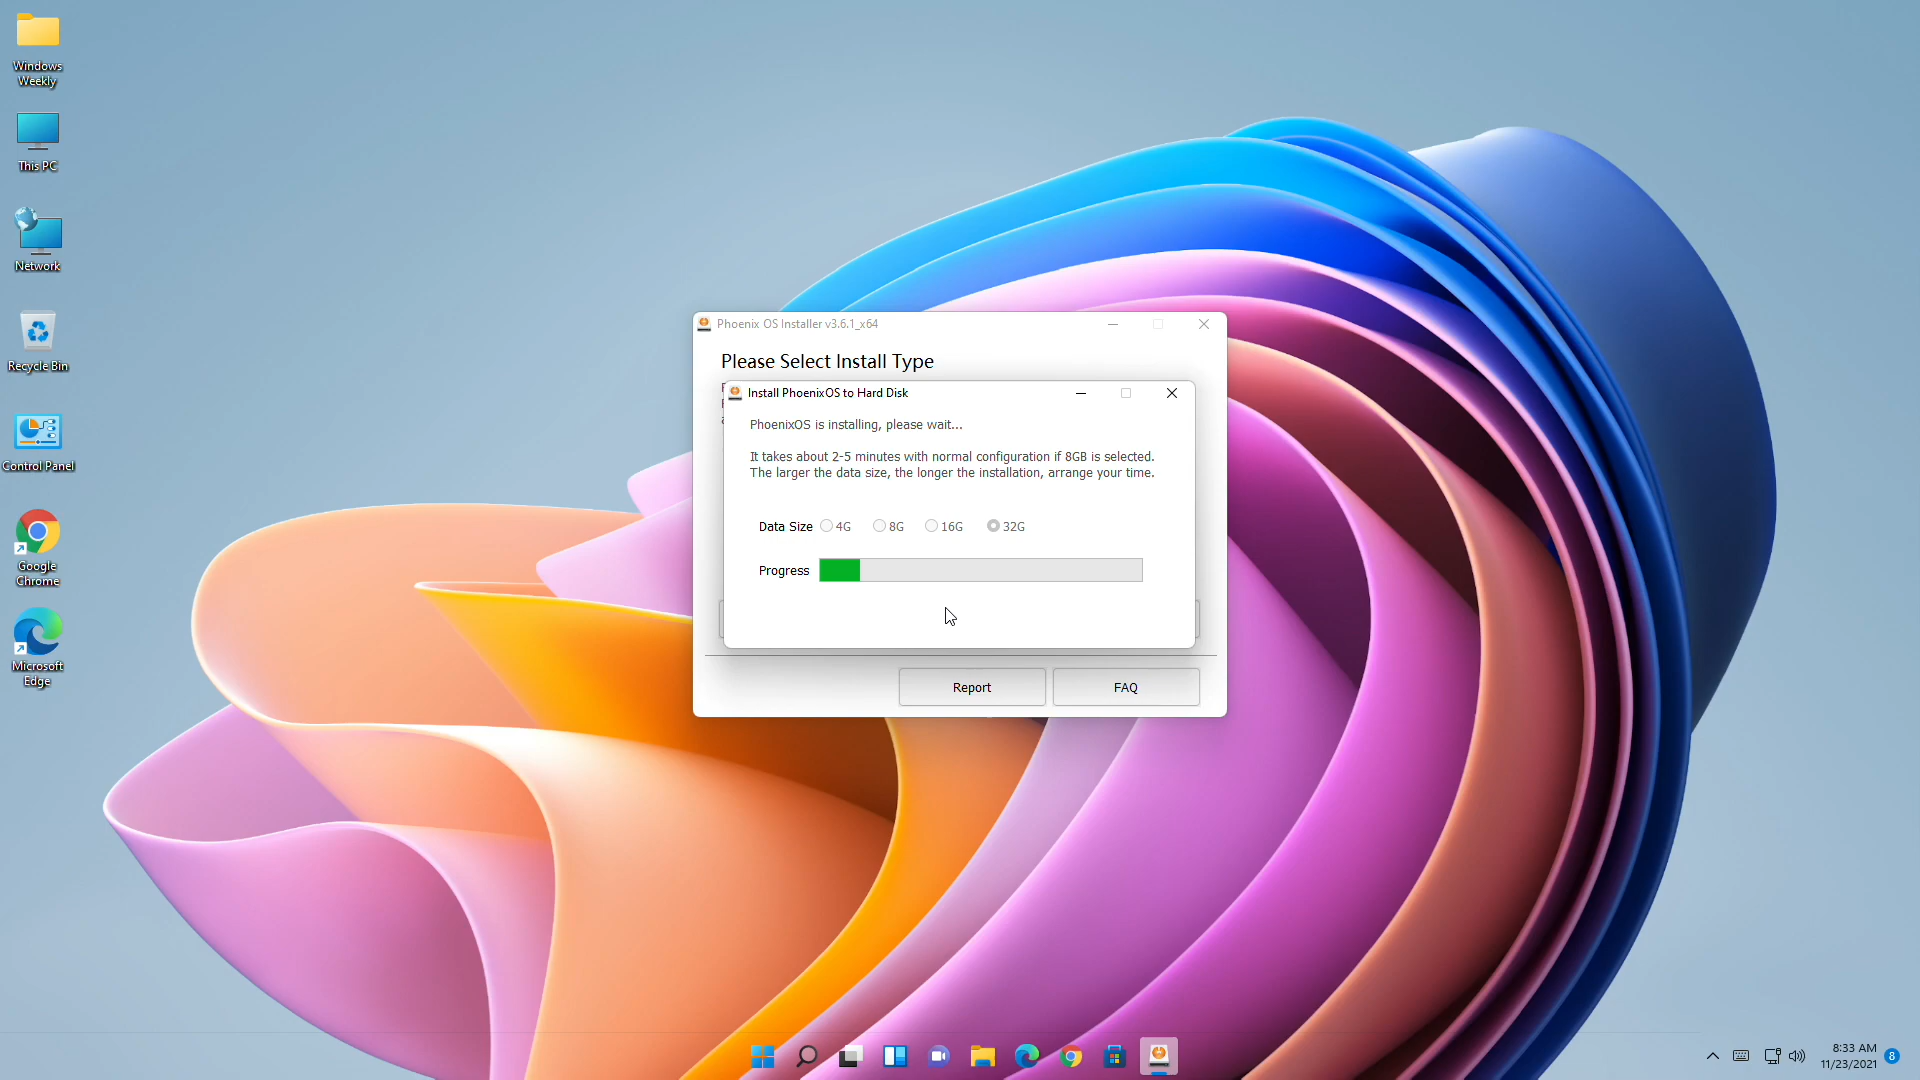 Windows
Weekly
This PC
Network
Recycle Bin
Control Panel
Google
Chrome
Microsoft
Edge
Phoenix OS Installer v3.6.1_x64
Please Select Install Type
Install PhoenixOS to Hard Disk
PhoenixOS is installing, please wait...
It takes about 2-5 minutes with normal configuration if 8GB is selected.
The larger the data size, the longer the installation, arrange your time.
Data Size 4G 8G 16G 32G
Progress
Report FAQ
8:33 AM
11/23/2021
8